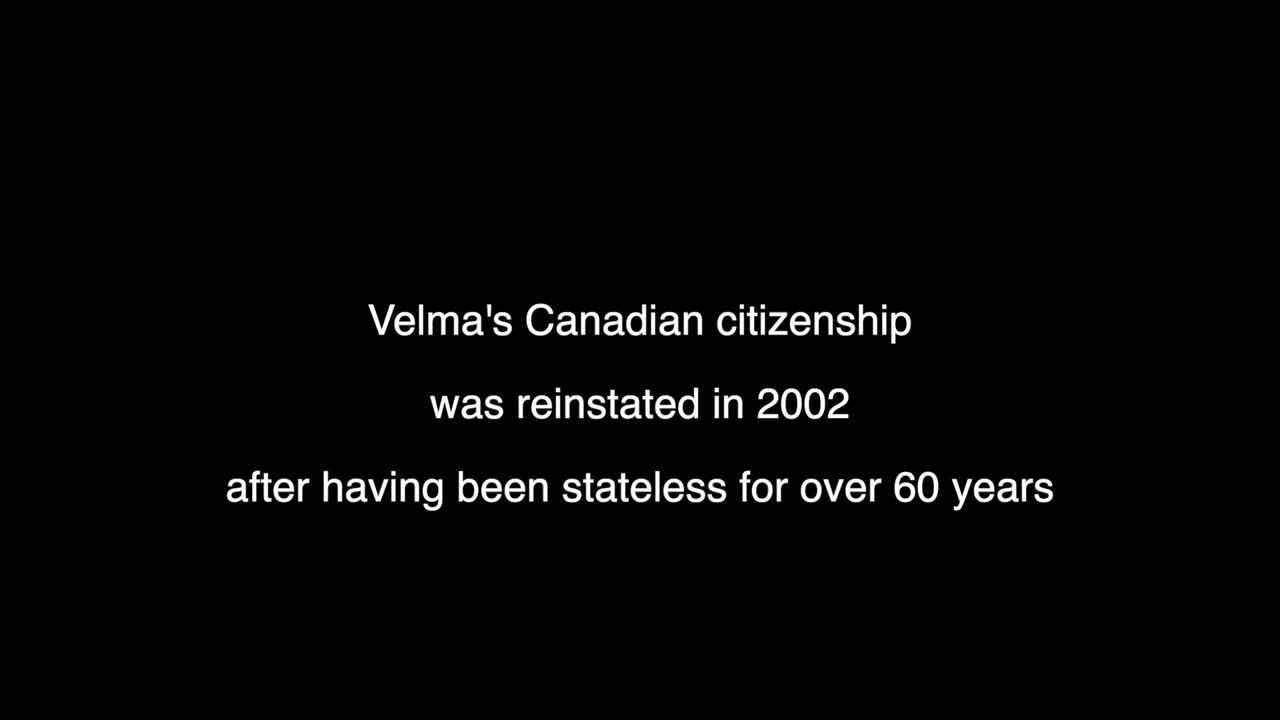 Velma's Canadian citizenship
was reinstated in 2002
after having been stateless for over 60 years